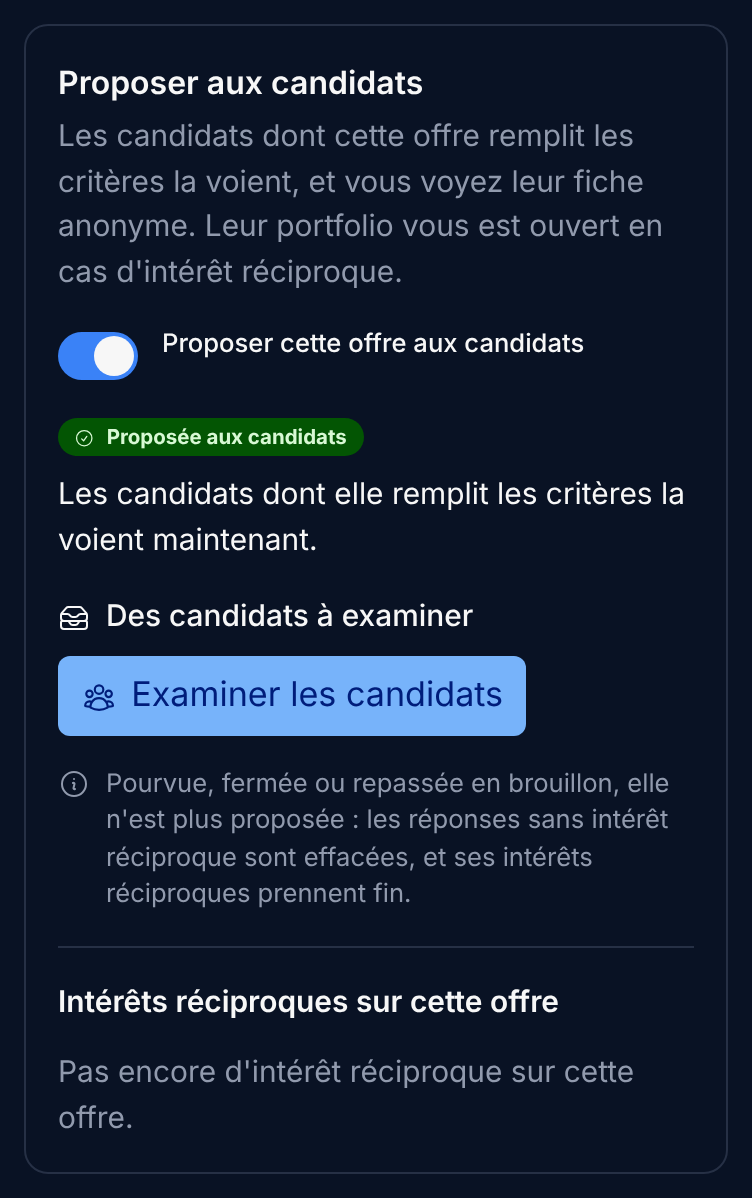 Proposer aux candidats
Les candidats dont cette offre remplit les
critères la voient, et vous voyez leur fiche
anonyme. Leur portfolio vous est ouvert en
cas d'intérêt réciproque.
Proposer cette offre aux candidats
Proposée aux candidats
Les candidats dont elle remplit les critères la
voient maintenant.
Des candidats à examiner
Examiner les candidats
Pourvue, fermée ou repassée en brouillon, elle
n'est plus proposée : les réponses sans intérêt
réciproque sont effacées, et ses intérêts
réciproques prennent fin.
Intérêts réciproques sur cette offre
Pas encore d'intérêt réciproque sur cette
offre.